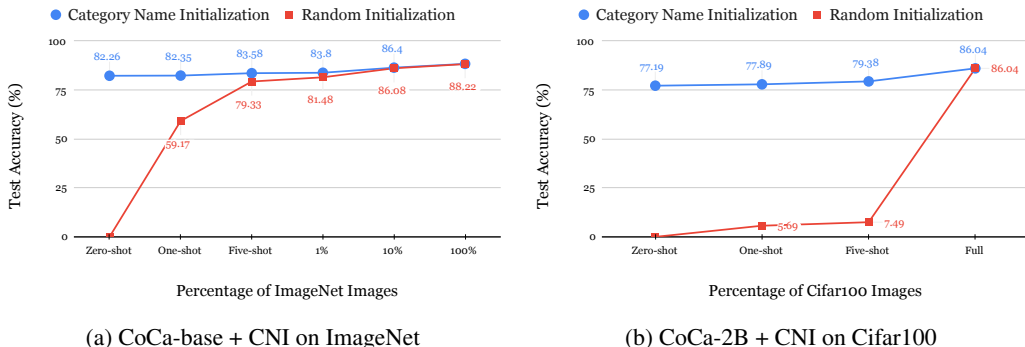 Category Name Initialization Random Initialization
100
75
50
25
0
82.26 82.35 83.58 83.8 86.4
59.17 79.33 81.48 86.08 88.22
Test Accuracy (%)
Zero-shot One-shot Five-shot 1% 10% 100%
Percentage of ImageNet Images
(a) CoCa-base + CNI on ImageNet
Category Name Initialization Random Initialization
100
75
50
25
0
77.19 77.89 79.38 86.04
5.69 7.49 86.04
Test Accuracy (%)
Zero-shot One-shot Five-shot Full
Percentage of Cifar100 Images
(b) CoCa-2B + CNI on Cifar100